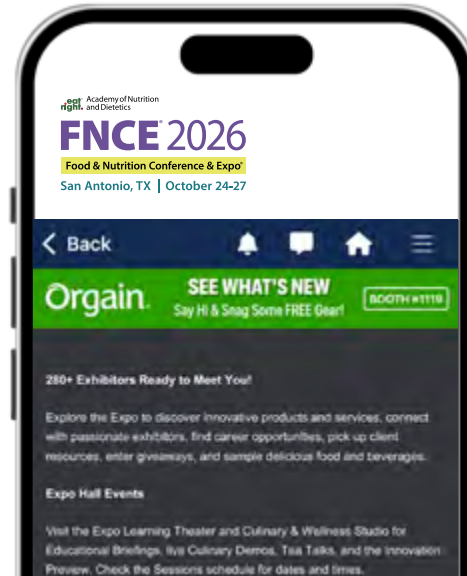 eat right. Academy of Nutrition and Dietetics
FNCE® 2026
Food & Nutrition Conference & Expo®
San Antonio, TX | October 24-27
Back
Orgain.
SEE WHAT'S NEW
Say Hi & Snag Some FREE Gear!
BOOTH #1119
280+ Exhibitors Ready to Meet You!
Explore the Expo to discover innovative products and services, connect
with passionate exhibitors, find career opportunities, pick up client
resources, enter giveaways, and sample delicious food and beverages.
Expo Hall Events
Visit the Expo Learning Theater and Culinary & Wellness Studio for
Educational Briefings, live Culinary Demos, Tea Talks, and the Innovation
Preview. Check the Sessions schedule for dates and times.